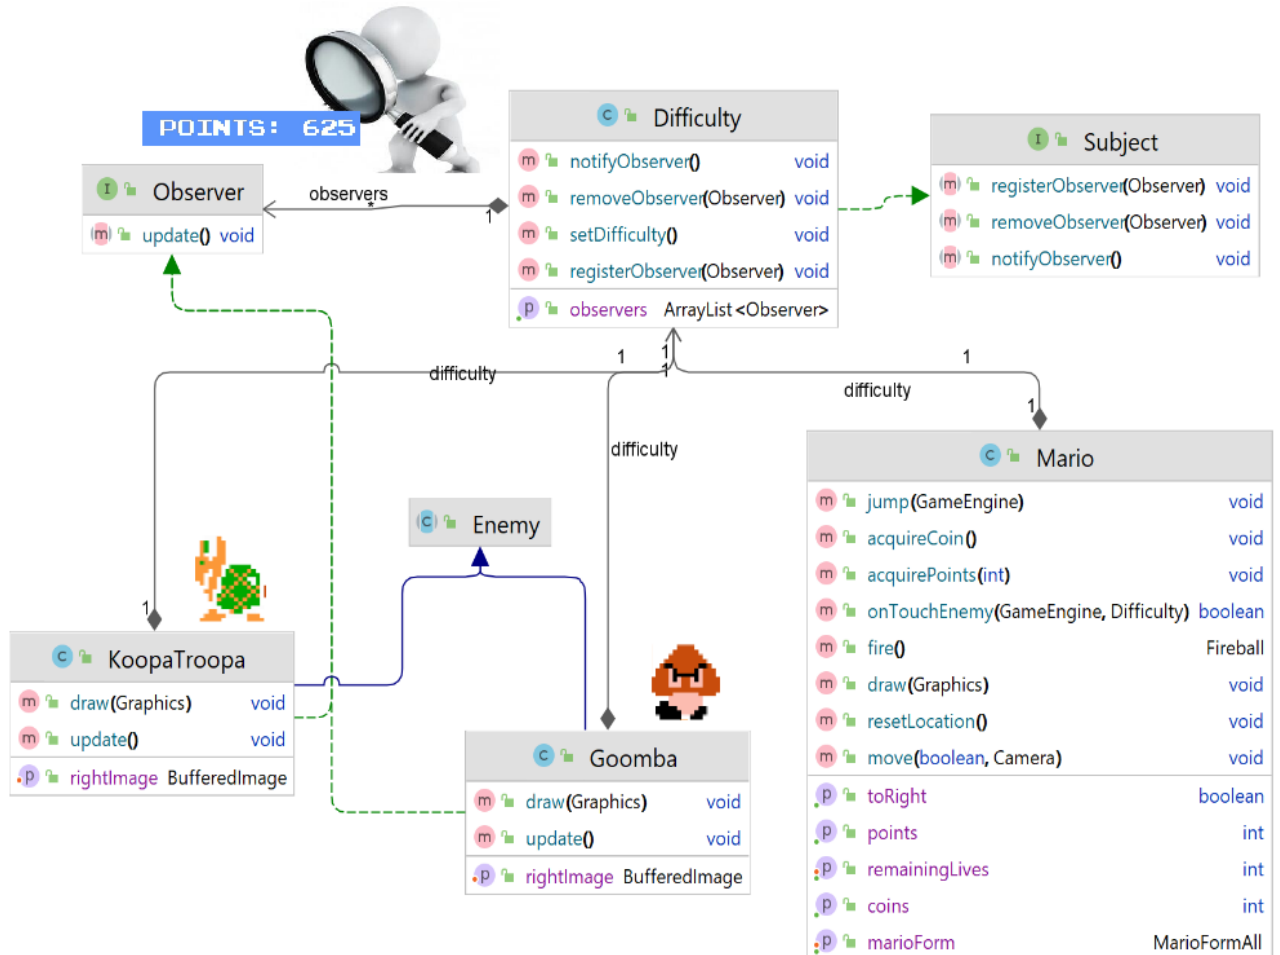 POINTS: 625
Difficulty
notifyObserver() void
removeObserver(Observer) void
setDifficulty() void
registerObserver(Observer) void
observers ArrayList<Observer>
Subject
registerObserver(Observer) void
removeObserver(Observer) void
notifyObserver() void
Observer
update() void
observers
*
1
1
1
1
1
difficulty
difficulty
difficulty
1
1
Enemy
KoopaTroopa
draw(Graphics) void
update() void
rightImage BufferedImage
Goomba
draw(Graphics) void
update() void
rightImage BufferedImage
Mario
jump(GameEngine) void
acquireCoin() void
acquirePoints(int) void
onTouchEnemy(GameEngine, Difficulty) boolean
fire() Fireball
draw(Graphics) void
resetLocation() void
move(boolean, Camera) void
toRight boolean
points int
remainingLives int
coins int
marioForm MarioFormAll